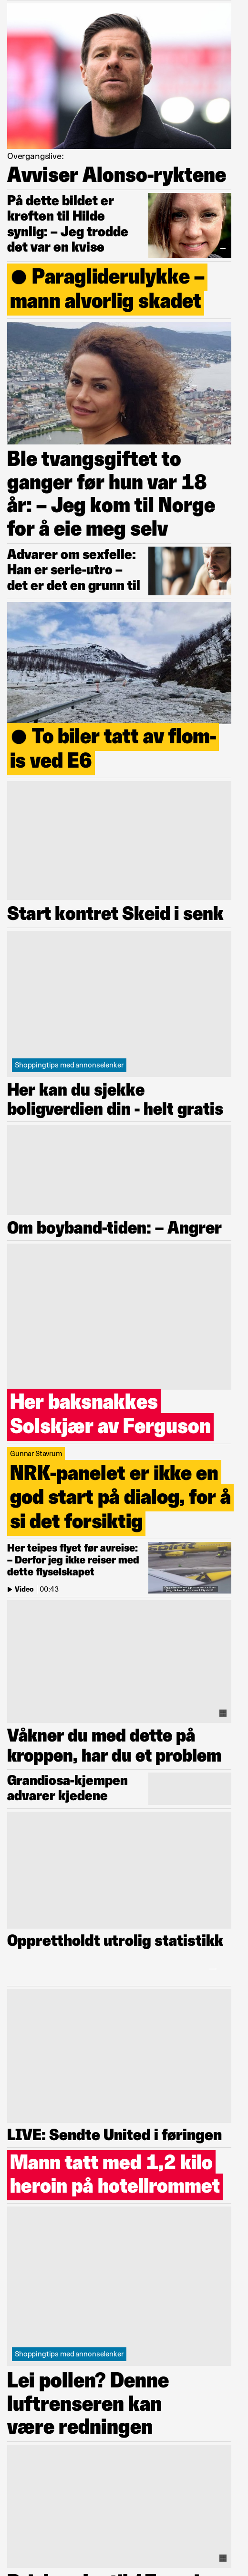 Overgangslive:
Avviser Alonso-ryktene
På dette bildet er
kreften til Hilde
synlig: – Jeg trodde
det var en kvise
● Paragliderulykke –
mann alvorlig skadet
Ble tvangsgiftet to
ganger før hun var 18
år: – Jeg kom til Norge
for å eie meg selv
Advarer om sexfelle:
Han er serie-utro –
det er det en grunn til
● To biler tatt av flom-
is ved E6
Start kontret Skeid i senk
Shoppingtips med annonselenker
Her kan du sjekke
boligverdien din - helt gratis
Om boyband-tiden: – Angrer
Her baksnakkes
Solskjær av Ferguson
Gunnar Stavrum
NRK-panelet er ikke en
god start på dialog, for å
si det forsiktig
Her teipes flyet før avreise:
– Derfor jeg ikke reiser med
dette flyselskapet
Video | 00:43
Våkner du med dette på
kroppen, har du et problem
Grandiosa-kjempen
advarer kjedene
Opprettholdt utrolig statistikk
LIVE: Sendte United i føringen
Mann tatt med 1,2 kilo
heroin på hotellrommet
Shoppingtips med annonselenker
Lei pollen? Denne
luftrenseren kan
være redningen